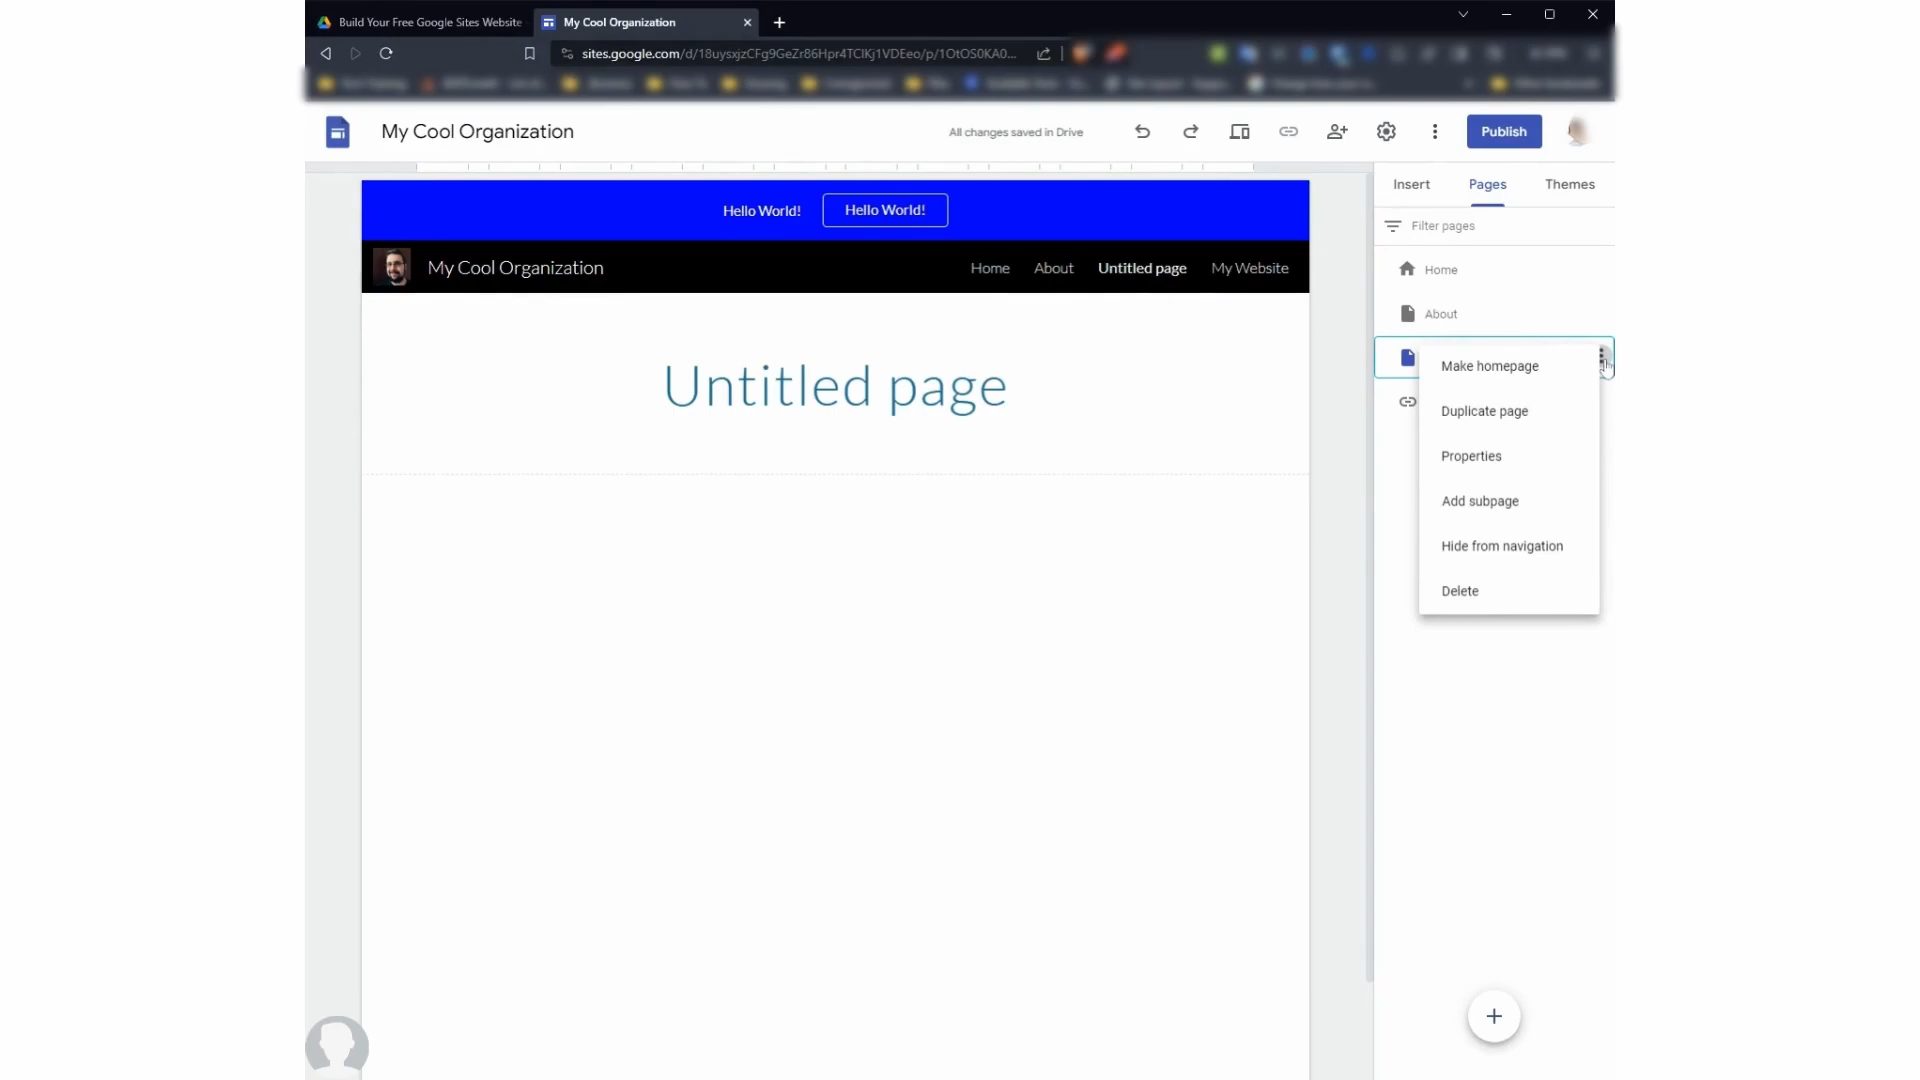 Build Your Free Google Sites Website
My Cool Organization
sites.google.com/d/18uysxjzCFg9GeZr86Hpr4TClKj1VDEeo/p/1OtOS0KA0...
My Cool Organization
All changes saved in Drive
Publish
Insert
Pages
Themes
Filter pages
Hello World!
Hello World!
My Cool Organization
Home
About
Untitled page
My Website
Untitled page
Home
About
Make homepage
Duplicate page
Properties
Add subpage
Hide from navigation
Delete